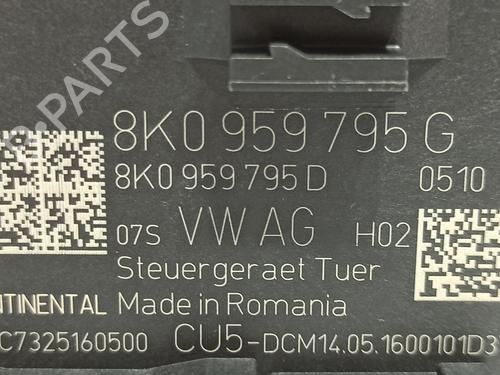 8K0 959 795 G
8K0 959 795 D 0510
07S VW AG H02
Steuergeraet Tuer
NTINENTAL Made in Romania
C7325160500 CU5-DCM14.05.1600101D3